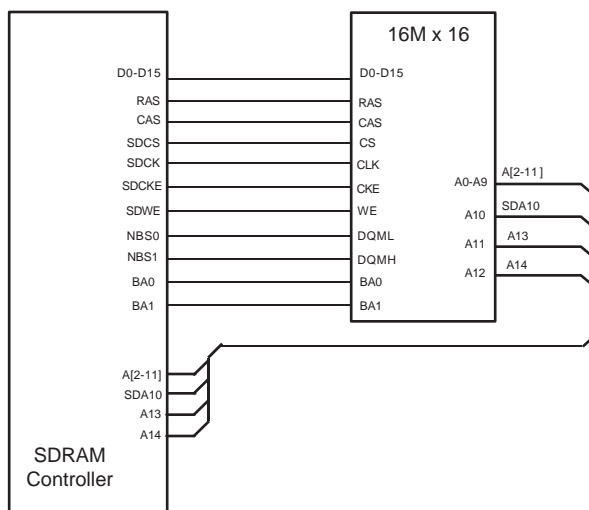 16M x 16
D0-D15
D0-D15
RAS
RAS
CAS
CAS
SDCS
CS
SDCK
CLK
SDCKE
CKE
SDWE
WE
NBS0
DQML
NBS1
DQMH
BA0
BA0
BA1
BA1
A0-A9
A[2-11]
A10
SDA10
A11
A13
A12
A14
A[2-11]
SDA10
A13
A14
SDRAM
Controller